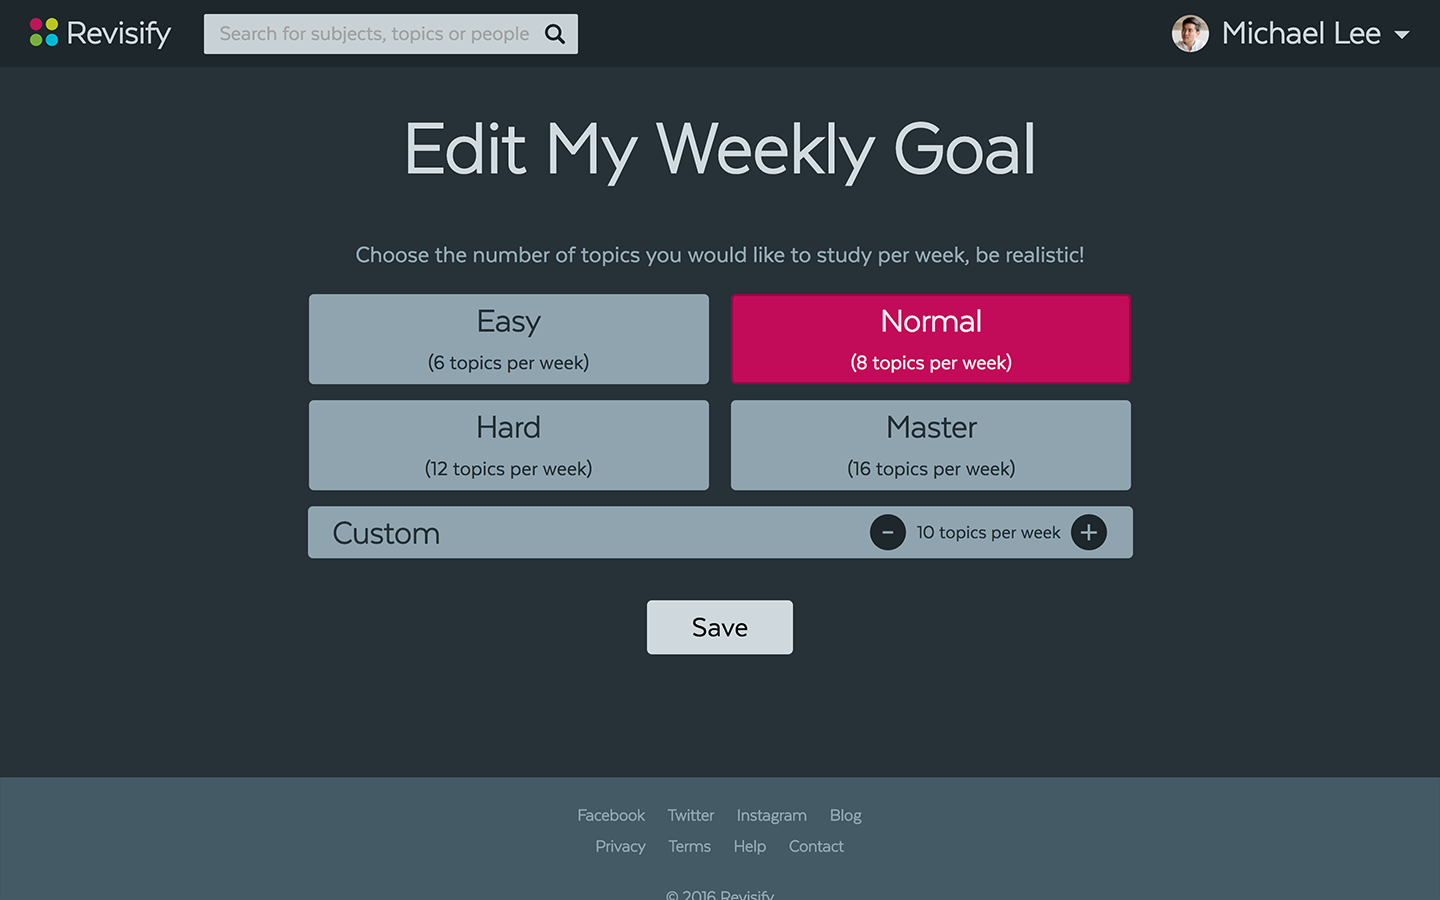 Revisify
Search for subjects, topics or people
Michael Lee
Edit My Weekly Goal
Choose the number of topics you would like to study per week, be realistic!
Easy
(6 topics per week)
Normal
(8 topics per week)
Hard
(12 topics per week)
Master
(16 topics per week)
Custom
- 10 topics per week +
Save
Facebook Twitter Instagram Blog
Privacy Terms Help Contact
© 2016 Revisify